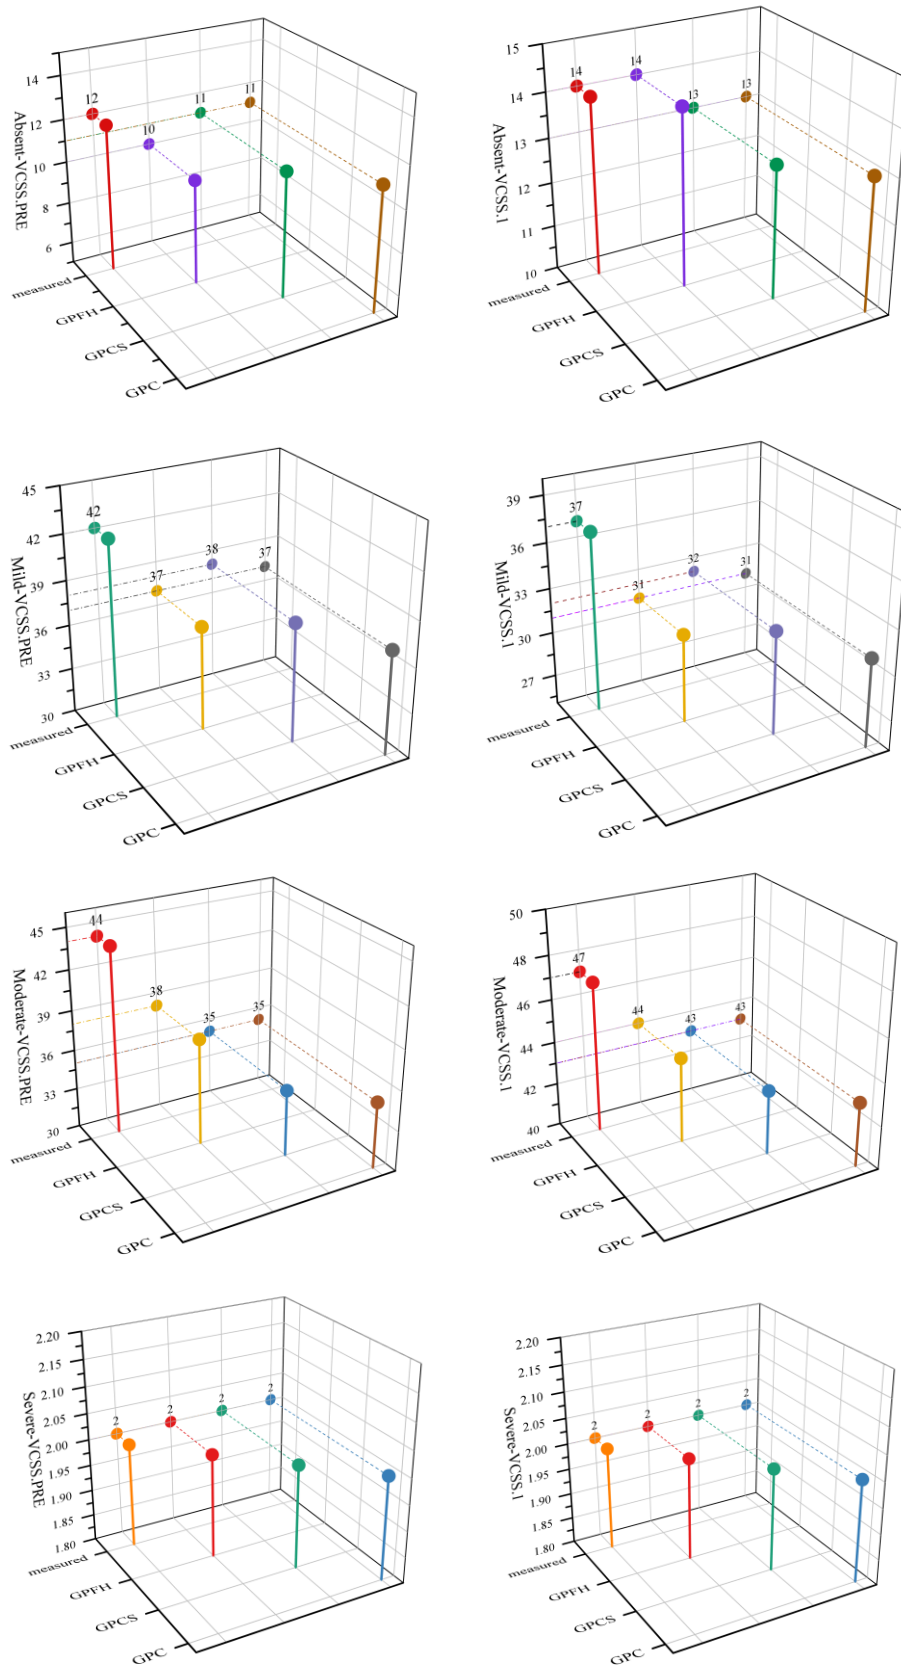 Absent-VCSS.PRE
14
12
10
8
6
12
10
11
11
measured
GPFH
GPCS
GPC
Absent-VCSS.1
15
14
13
12
11
10
14
14
13
13
measured
GPFH
GPCS
GPC
Mild-VCSS.PRE
45
42
39
36
33
30
42
37
38
37
measured
GPFH
GPCS
GPC
Mild-VCSS.1
39
36
33
30
27
37
31
32
31
measured
GPFH
GPCS
GPC
Moderate-VCSS.PRE
45
42
39
36
33
30
44
38
35
35
measured
GPFH
GPCS
GPC
Moderate-VCSS.1
50
48
46
44
42
40
47
44
43
43
measured
GPFH
GPCS
GPC
Severe-VCSS.PRE
2.20
2.15
2.10
2.05
2.00
1.95
1.90
1.85
1.80
2
2
2
2
measured
GPFH
GPCS
GPC
Severe-VCSS.1
2.20
2.15
2.10
2.05
2.00
1.95
1.90
1.85
1.80
2
2
2
2
measured
GPFH
GPCS
GPC